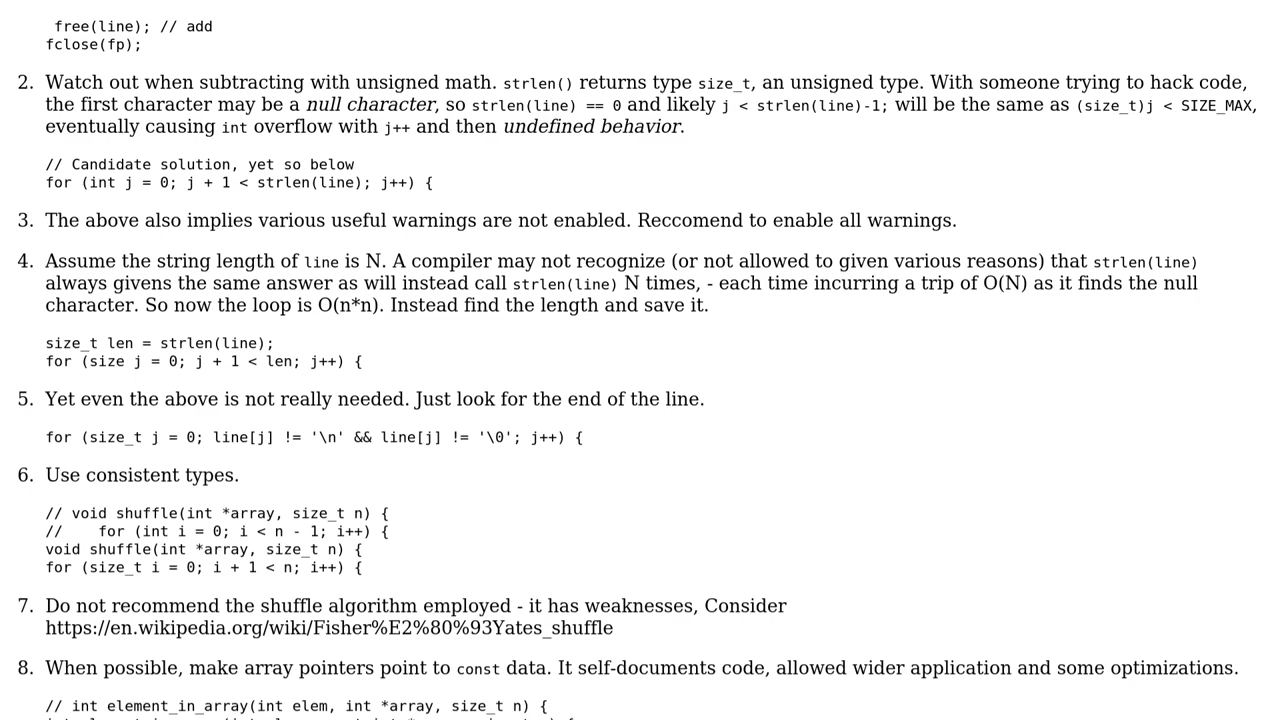 free(line); // add
fclose(fp);
2. Watch out when subtracting with unsigned math. strlen() returns type size_t, an unsigned type. With someone trying to hack code,
the first character may be a null character, so strlen(line) == 0 and likely j < strlen(line)-1; will be the same as (size_t)j < SIZE_MAX,
eventually causing int overflow with j++ and then undefined behavior.
// Candidate solution, yet so below
for (int j = 0; j + 1 < strlen(line); j++) {
3. The above also implies various useful warnings are not enabled. Reccomend to enable all warnings.
4. Assume the string length of line is N. A compiler may not recognize (or not allowed to given various reasons) that strlen(line)
always givens the same answer as will instead call strlen(line) N times, - each time incurring a trip of O(N) as it finds the null
character. So now the loop is O(n*n). Instead find the length and save it.
size_t len = strlen(line);
for (size j = 0; j + 1 < len; j++) {
5. Yet even the above is not really needed. Just look for the end of the line.
for (size_t j = 0; line[j] != '\n' && line[j] != '\0'; j++) {
6. Use consistent types.
// void shuffle(int *array, size_t n) {
//    for (int i = 0; i < n - 1; i++) {
void shuffle(int *array, size_t n) {
for (size_t i = 0; i + 1 < n; i++) {
7. Do not recommend the shuffle algorithm employed - it has weaknesses, Consider
https://en.wikipedia.org/wiki/Fisher%E2%80%93Yates_shuffle
8. When possible, make array pointers point to const data. It self-documents code, allowed wider application and some optimizations.
// int element_in_array(int elem, int *array, size_t n) {